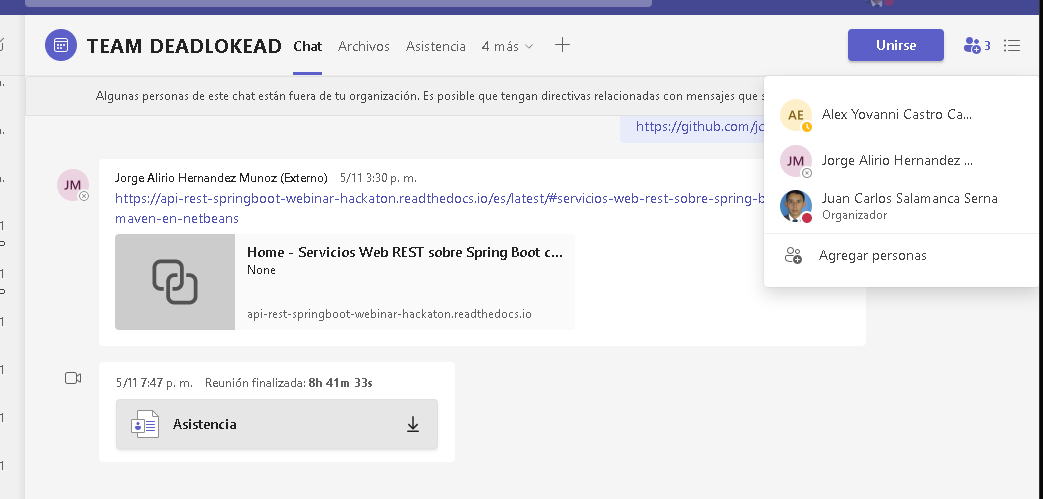 TEAM DEADLOKEAD Chat Archivos Asistencia 4 más Unirse 3
Algunas personas de este chat están fuera de tu organización. Es posible que tengan directivas relacionadas con mensajes que s
https://github.com/jc
JM Jorge Alirio Hernandez Munoz (Externo) 5/11 3:30 p. m.
https://api-rest-springboot-webinar-hackaton.readthedocs.io/es/latest/#servicios-web-rest-sobre-spring-b
maven-en-netbeans
Home - Servicios Web REST sobre Spring Boot c...
None
api-rest-springboot-webinar-hackaton.readthedocs.io
5/11 7:47 p. m. Reunión finalizada: 8h 41m 33s
Asistencia
AE Alex Yovanni Castro Ca...
JM Jorge Alirio Hernandez ...
Juan Carlos Salamanca Serna
Organizador
Agregar personas